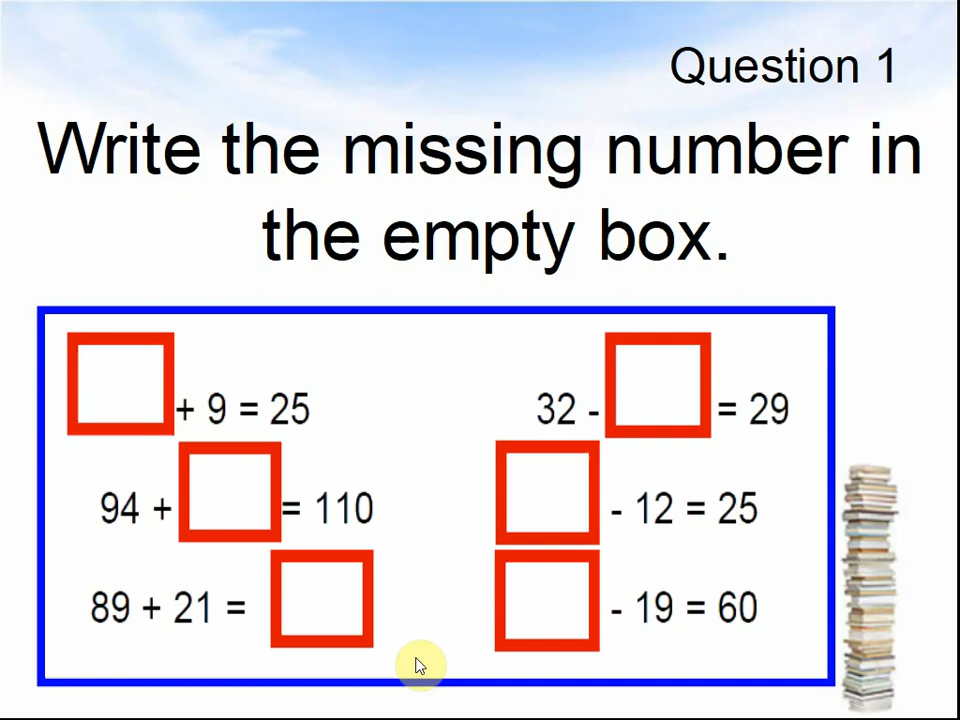 Question 1
Write the missing number in
the empty box.
+ 9 = 25
32 - = 29
94 + = 110
- 12 = 25
89 + 21 =
- 19 = 60